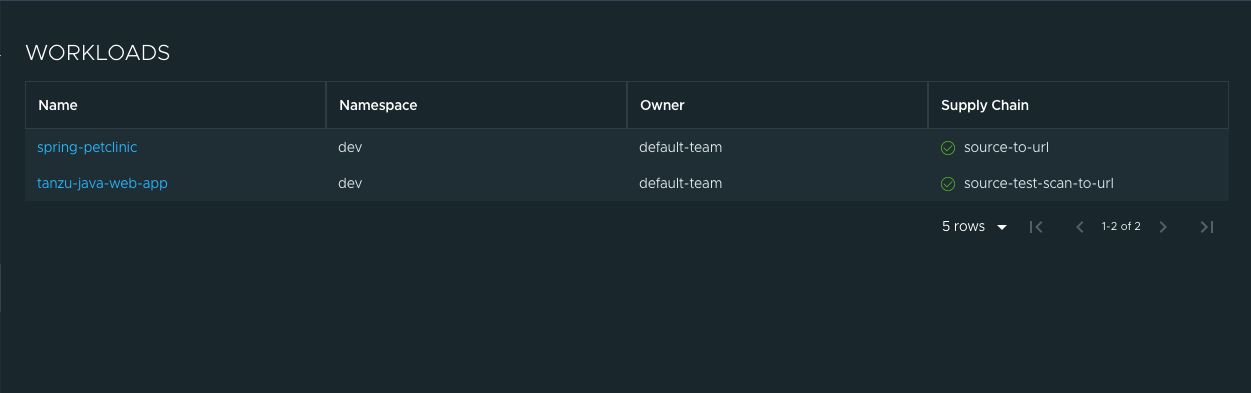 WORKLOADS
Name Namespace Owner Supply Chain
spring-petclinic dev default-team source-to-url
tanzu-java-web-app dev default-team source-test-scan-to-url
5 rows 1-2 of 2